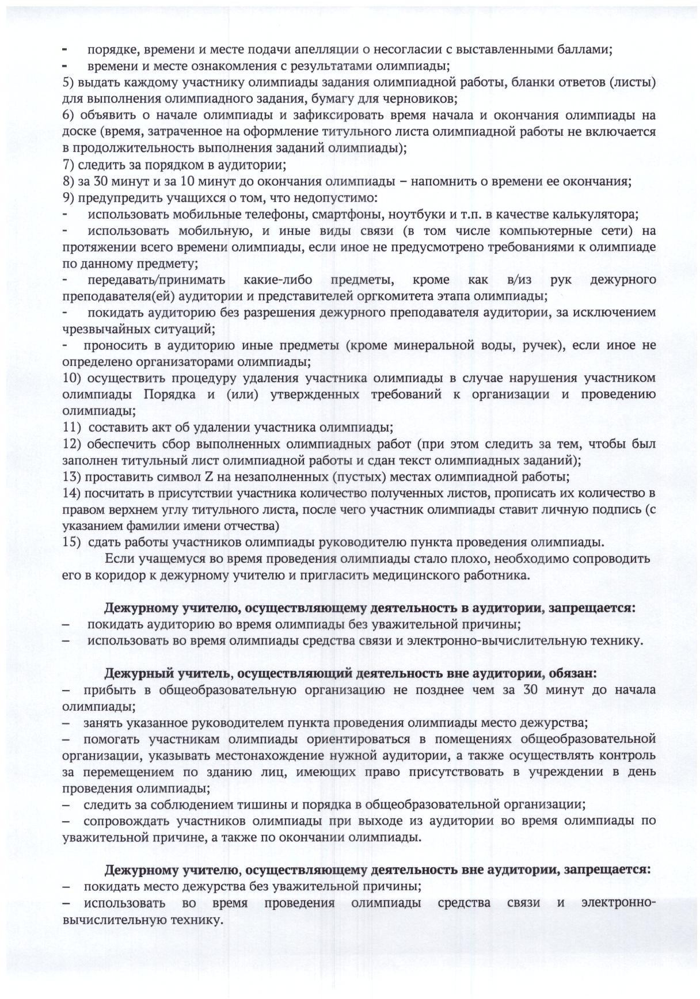 - порядке, времени и месте подачи апелляции о несогласии с выставленными баллами;
- времени и месте ознакомления с результатами олимпиады;
5) выдать каждому участнику олимпиады задания олимпиадной работы, бланки ответов (листы)
для выполнения олимпиадного задания, бумагу для черновиков;
6) объявить о начале олимпиады и зафиксировать время начала и окончания олимпиады на
доске (время, затраченное на оформление титульного листа олимпиадной работы не включается
в продолжительность выполнения заданий олимпиады);
7) следить за порядком в аудитории;
8) за 30 минут и за 10 минут до окончания олимпиады – напомнить о времени ее окончания;
9) предупредить учащихся о том, что недопустимо:
- использовать мобильные телефоны, смартфоны, ноутбуки и т.п. в качестве калькулятора;
- использовать мобильную, и иные виды связи (в том числе компьютерные сети) на
протяжении всего времени олимпиады, если иное не предусмотрено требованиями к олимпиаде
по данному предмету;
- передавать/принимать какие-либо предметы, кроме как в/из рук дежурного
преподавателя(ей) аудитории и представителей оргкомитета этапа олимпиады;
- покидать аудиторию без разрешения дежурного преподавателя аудитории, за исключением
чрезвычайных ситуаций;
- проносить в аудиторию иные предметы (кроме минеральной воды, ручек), если иное не
определено организаторами олимпиады;
10) осуществить процедуру удаления участника олимпиады в случае нарушения участником
олимпиады Порядка и (или) утвержденных требований к организации и проведению
олимпиады;
11) составить акт об удалении участника олимпиады;
12) обеспечить сбор выполненных олимпиадных работ (при этом следить за тем, чтобы был
заполнен титульный лист олимпиадной работы и сдан текст олимпиадных заданий);
13) проставить символ Z на незаполненных (пустых) местах олимпиадной работы;
14) посчитать в присутствии участника количество полученных листов, прописать их количество в
правом верхнем углу титульного листа, после чего участник олимпиады ставит личную подпись (с
указанием фамилии имени отчества)
15) сдать работы участников олимпиады руководителю пункта проведения олимпиады.
Если учащемуся во время проведения олимпиады стало плохо, необходимо сопроводить
его в коридор к дежурному учителю и пригласить медицинского работника.
Дежурному учителю, осуществляющему деятельность в аудитории, запрещается:
– покидать аудиторию во время олимпиады без уважительной причины;
– использовать во время олимпиады средства связи и электронно-вычислительную технику.
Дежурный учитель, осуществляющий деятельность вне аудитории, обязан:
– прибыть в общеобразовательную организацию не позднее чем за 30 минут до начала
олимпиады;
– занять указанное руководителем пункта проведения олимпиады место дежурства;
– помогать участникам олимпиады ориентироваться в помещениях общеобразовательной
организации, указывать местонахождение нужной аудитории, а также осуществлять контроль
за перемещением по зданию лиц, имеющих право присутствовать в учреждении в день
проведения олимпиады;
– следить за соблюдением тишины и порядка в общеобразовательной организации;
– сопровождать участников олимпиады при выходе из аудитории во время олимпиады по
уважительной причине, а также по окончании олимпиады.
Дежурному учителю, осуществляющему деятельность вне аудитории, запрещается:
– покидать место дежурства без уважительной причины;
– использовать во время проведения олимпиады средства связи и электронно-
вычислительную технику.